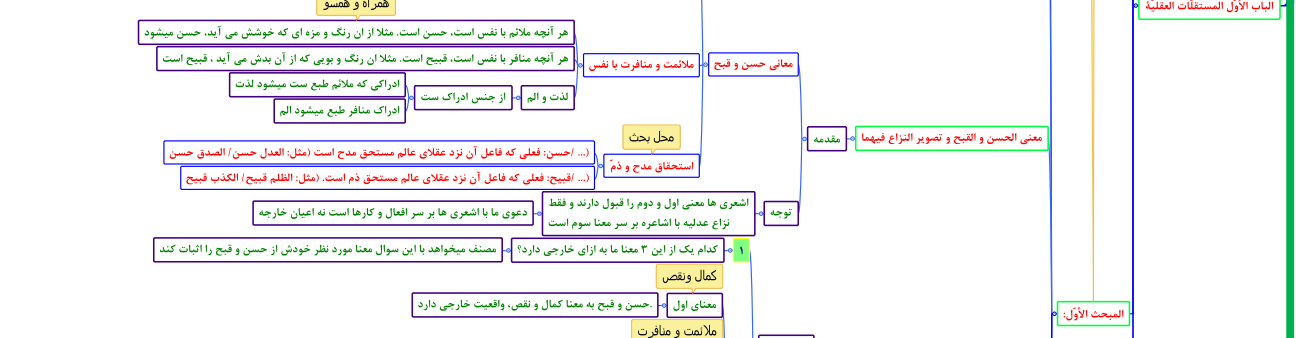 الباب الأوّل المستقلّات العقليّة
المبحث الأوّل:
معنى الحسن و القبح و تصویر النزاع فیهما
مقدمه
معانی حسن و قبح
ملائمت و منافرت با نفس
همراه و همسو
هر آنچه ملائم با نفس است، حسن است. مثلا از ان رنگ و مزه ای که خوشش می آید، حسن میشود
هر آنچه منافر با نفس است، قبیح است. مثلا ان رنگ و بویی که از آن بدش می آید ، قبیح است
لذت و الم
از جنس ادراک ست
ادراکی که ملائم طبع ست میشود لذت
ادراک منافر طبع میشود الم
محل بحث
استحقاق مدح و ذمّ
(... /حسن: فعلی که فاعل آن نزد عقلای عالم مستحق مدح است (مثل: العدل حسن/ الصدق حسن
(... /قبیح: فعلی که فاعل آن نزد عقلای عالم مستحق ذم است. (مثل: الظلم قبیح/ الکذب قبیح
توجه
اشعری ها معنی اول و دوم را قبول دارند و فقط
نزاع عدلیه با اشاعره بر سر معنا سوم است
دعوی ما با اشعری ها بر سر افعال و کارها است نه اعیان خارجه
۱
کدام یک از این ۳ معنا ما به ازای خارجی دارد؟
مصنف میخواهد با این سوال معنا مورد نظر خودش از حسن و قبح را اثبات کند
کمال ونقص
معنای اول
.حسن و قبح به معنا کمال و نقص، واقعیت خارجی دارد
ملائمت و منافرت